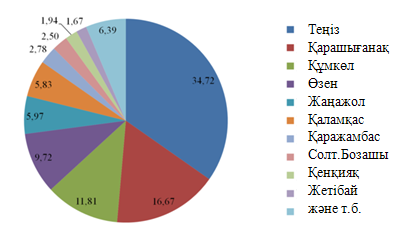 1,94
1,67
2,50
6,39
2,78
5,83
34,72
5,97
9,72
11,81
16,67
Теңіз
Қарашығанақ
Құмкөл
Өзен
Жаңажол
Қаламқас
Қаражамбас
Солт.Бозашы
Қенқияқ
Жетібай
және т.б.